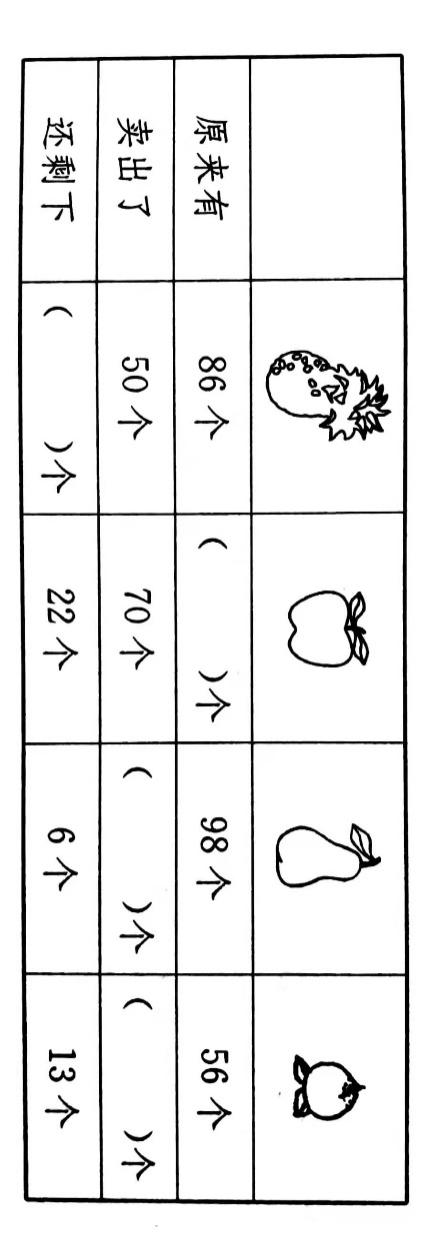 原来有 86个 ( )个 98个 56个
卖出了 50个 70个 ( )个 ( )个
还剩下 ( )个 22个 6个 13个